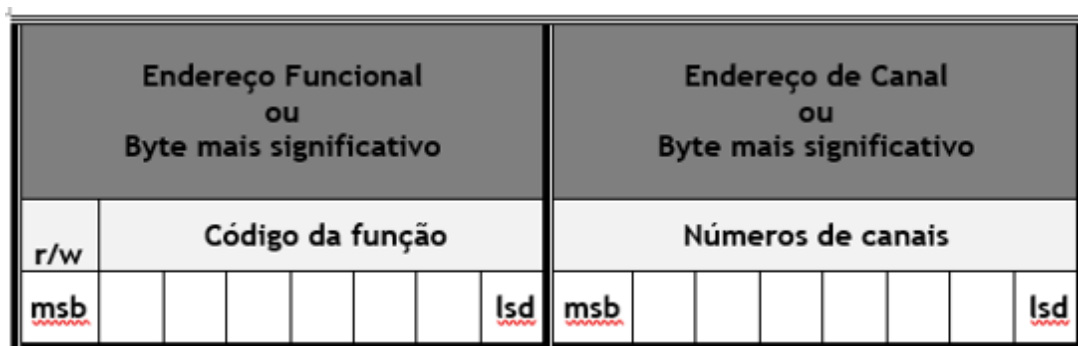 Endereço Funcional
ou
Byte mais significativo
Endereço de Canal
ou
Byte mais significativo
r/w
Código da função
Números de canais
msb
lsd
msb
lsd